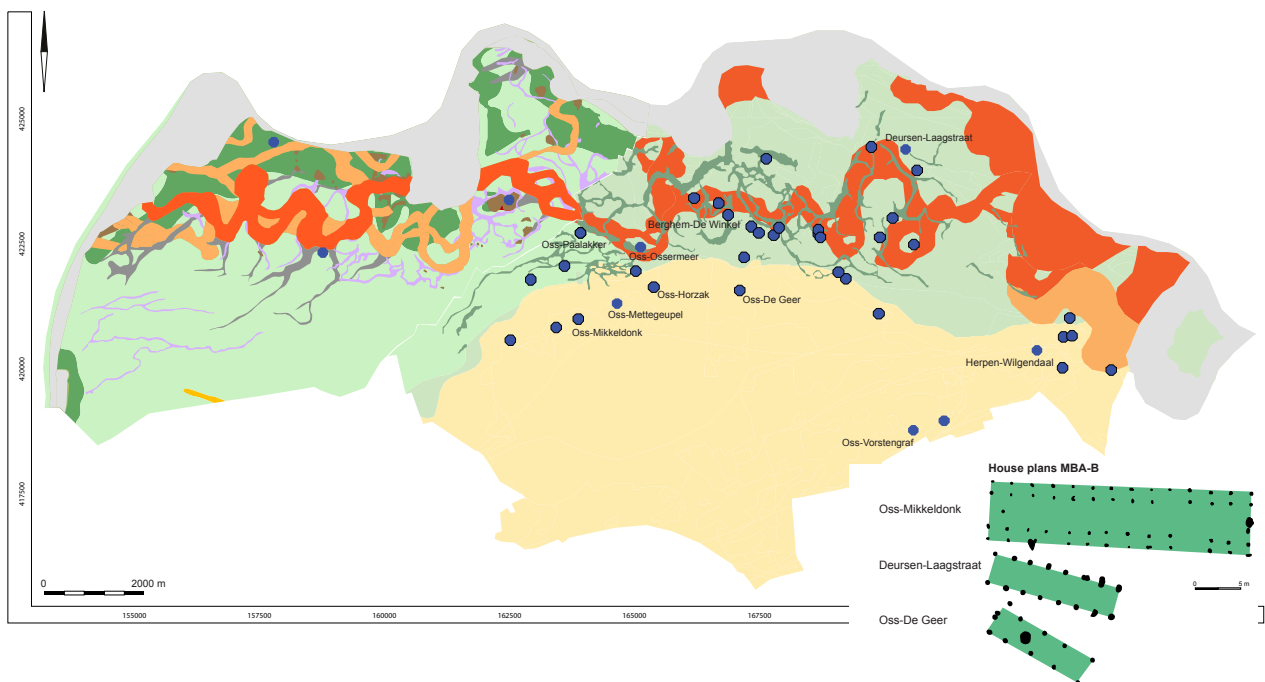 425000
422500
420000
417500
Deursen-Laagstraat
Berghem-De Winkel
Oss-Paalakker
Oss-Ossermeer
Oss-Horzak
Oss-De Geer
Oss-Mettegeupel
Oss-Mikkeldonk
Herpen-Wilgendaal
Oss-Vorstengraf
0 2000 m
155000 157500 160000 162500 165000 167500
House plans MBA-B
Oss-Mikkeldonk
Deursen-Laagstraat
0 5 m
Oss-De Geer